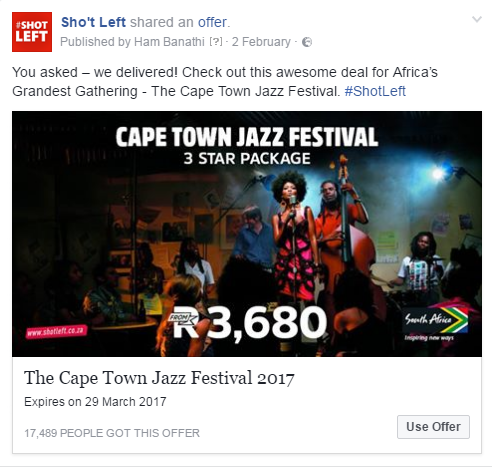 #SHOT
LEFT
Sho't Left shared an offer.
Published by Ham Banathi [?] · 2 February ·
You asked – we delivered! Check out this awesome deal for Africa's
Grandest Gathering - The Cape Town Jazz Festival. #ShotLeft
CAPE TOWN JAZZ FESTIVAL
3 STAR PACKAGE
FROM
R3,680
www.shotleft.co.za
South Africa
Inspiring new ways
The Cape Town Jazz Festival 2017
Expires on 29 March 2017
17,489 PEOPLE GOT THIS OFFER
Use Offer